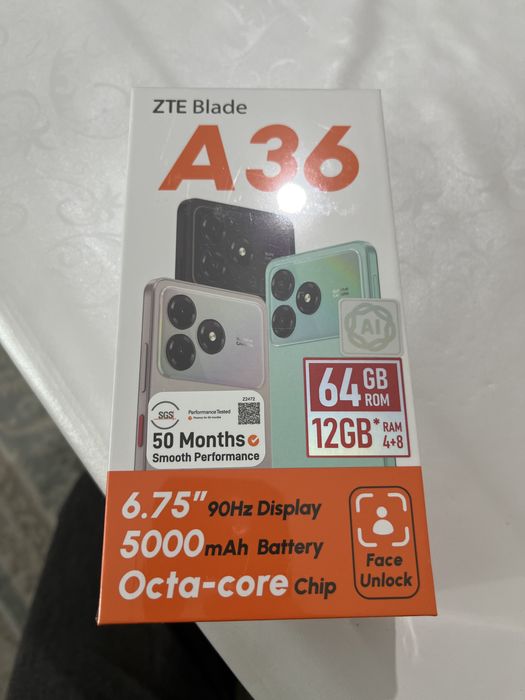 ZTE Blade
A36
AI
64 GB ROM
12GB* RAM 4+8
SGS
Performance Tested
Z2472
50 Months
Smooth Performance
6.75" 90Hz Display
5000mAh Battery
Octa-core Chip
Face
Unlock